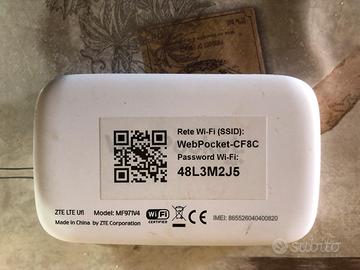 Rete Wi-Fi (SSID):
WebPocket-CF8C
Password Wi-Fi:
48L3M2J5
ZTE LTE Ufi Model: MF971V4
Made in China by ZTE Corporation
Wi Fi
CERTIFIED
IMEI: 865526040400820
subito